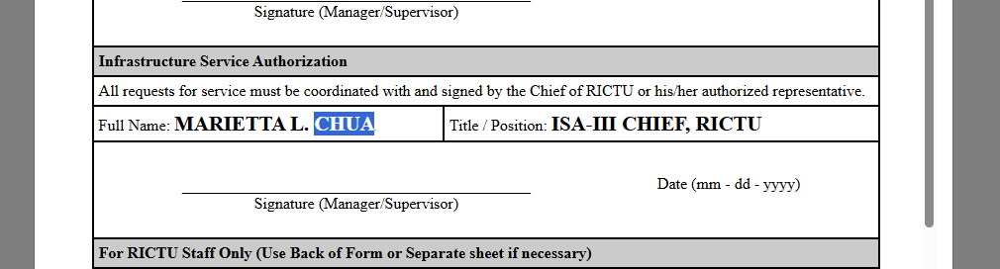 Signature (Manager/Supervisor)
Infrastructure Service Authorization
All requests for service must be coordinated with and signed by the Chief of RICTU or his/her authorized representative.
Full Name: MARIETTA L. CHUA
Title / Position: ISA-III CHIEF, RICTU
Date (mm - dd - yyyy)
Signature (Manager/Supervisor)
For RICTU Staff Only (Use Back of Form or Separate sheet if necessary)